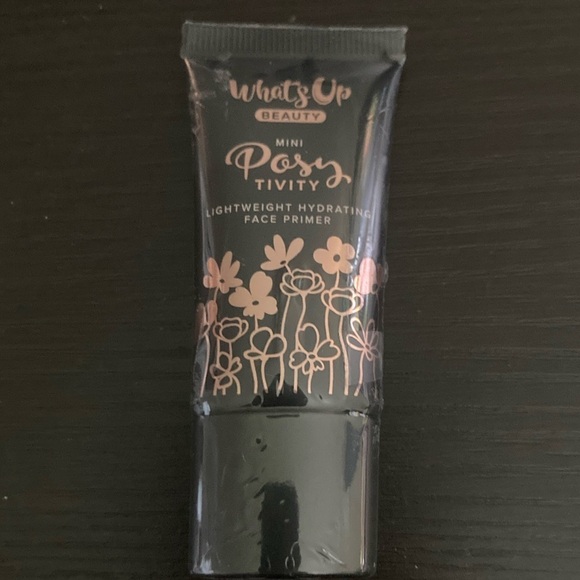 What's Up
BEAUTY
MINI
Posy
TIVITY
LIGHTWEIGHT HYDRATING
FACE PRIMER